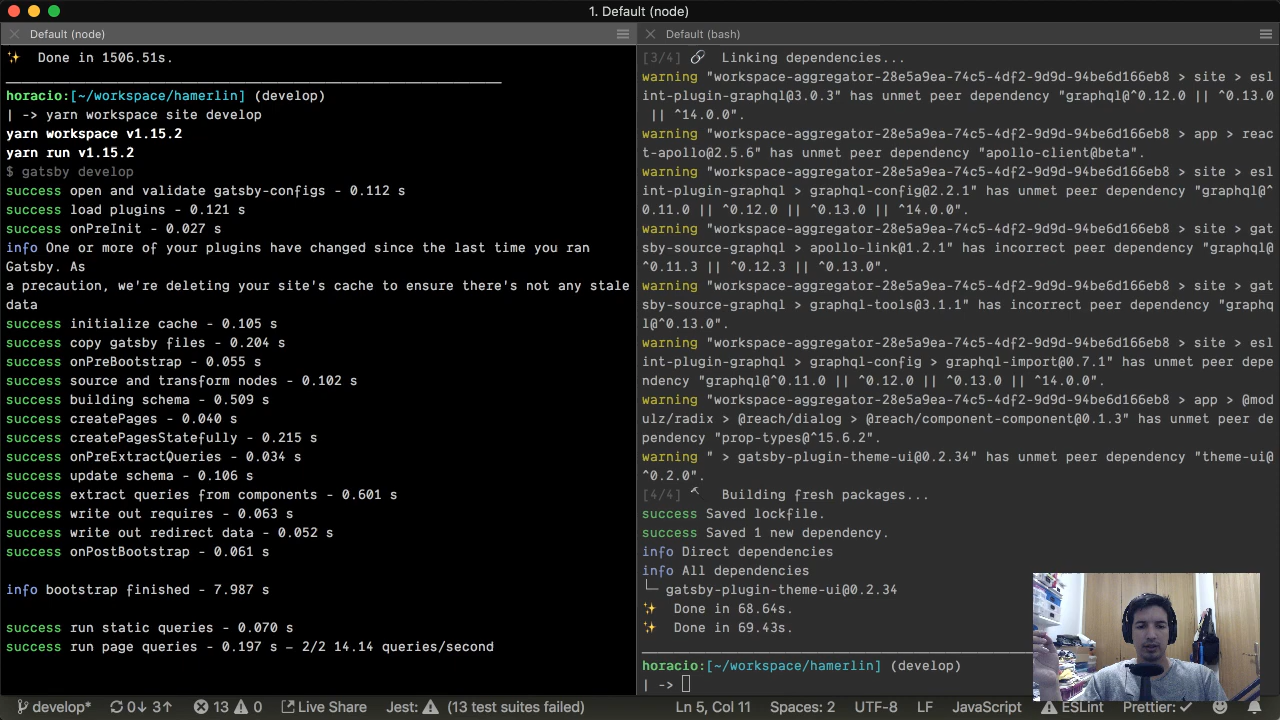 1. Default (node)
Default (node)
✨  Done in 1506.51s.
horacio:[~/workspace/hamerlin] (develop)
| -> yarn workspace site develop
yarn workspace v1.15.2
yarn run v1.15.2
$ gatsby develop
success open and validate gatsby-configs - 0.112 s
success load plugins - 0.121 s
success onPreInit - 0.027 s
info One or more of your plugins have changed since the last time you ran
Gatsby. As
a precaution, we're deleting your site's cache to ensure there's not any stale
data
success initialize cache - 0.105 s
success copy gatsby files - 0.204 s
success onPreBootstrap - 0.055 s
success source and transform nodes - 0.102 s
success building schema - 0.509 s
success createPages - 0.040 s
success createPagesStatefully - 0.215 s
success onPreExtractQueries - 0.034 s
success update schema - 0.106 s
success extract queries from components - 0.601 s
success write out requires - 0.063 s
success write out redirect data - 0.052 s
success onPostBootstrap - 0.061 s
info bootstrap finished - 7.987 s
success run static queries - 0.070 s
success run page queries - 0.197 s — 2/2 14.14 queries/second
Default (bash)
[3/4] 🔗  Linking dependencies...
warning "workspace-aggregator-28e5a9ea-74c5-4df2-9d9d-94be6d166eb8 > site > esl
int-plugin-graphql@3.0.3" has unmet peer dependency "graphql@^0.12.0 || ^0.13.0
 || ^14.0.0".
warning "workspace-aggregator-28e5a9ea-74c5-4df2-9d9d-94be6d166eb8 > app > reac
t-apollo@2.5.6" has unmet peer dependency "apollo-client@beta".
warning "workspace-aggregator-28e5a9ea-74c5-4df2-9d9d-94be6d166eb8 > site > esl
int-plugin-graphql > graphql-config@2.2.1" has unmet peer dependency "graphql@^
0.11.0 || ^0.12.0 || ^0.13.0 || ^14.0.0".
warning "workspace-aggregator-28e5a9ea-74c5-4df2-9d9d-94be6d166eb8 > site > gat
sby-source-graphql > apollo-link@1.2.1" has incorrect peer dependency "graphql@
^0.11.3 || ^0.12.3 || ^0.13.0".
warning "workspace-aggregator-28e5a9ea-74c5-4df2-9d9d-94be6d166eb8 > site > gat
sby-source-graphql > graphql-tools@3.1.1" has incorrect peer dependency "graphq
l@^0.13.0".
warning "workspace-aggregator-28e5a9ea-74c5-4df2-9d9d-94be6d166eb8 > site > esl
int-plugin-graphql > graphql-config > graphql-import@0.7.1" has unmet peer depe
ndency "graphql@^0.11.0 || ^0.12.0 || ^0.13.0 || ^14.0.0".
warning "workspace-aggregator-28e5a9ea-74c5-4df2-9d9d-94be6d166eb8 > app > @mod
ulz/radix > @reach/dialog > @reach/component-component@0.1.3" has unmet peer de
pendency "prop-types@^15.6.2".
warning " > gatsby-plugin-theme-ui@0.2.34" has unmet peer dependency "theme-ui@
^0.2.0".
[4/4] 🔨  Building fresh packages...
success Saved lockfile.
success Saved 1 new dependency.
info Direct dependencies
info All dependencies
└─ gatsby-plugin-theme-ui@0.2.34
✨  Done in 68.64s.
✨  Done in 69.43s.
horacio:[~/workspace/hamerlin] (develop)
| ->
develop* 0↓ 3↑ 13 0 Live Share Jest: (13 test suites failed) Ln 5, Col 11 Spaces: 2 UTF-8 LF JavaScript ESLint Prettier: ✓